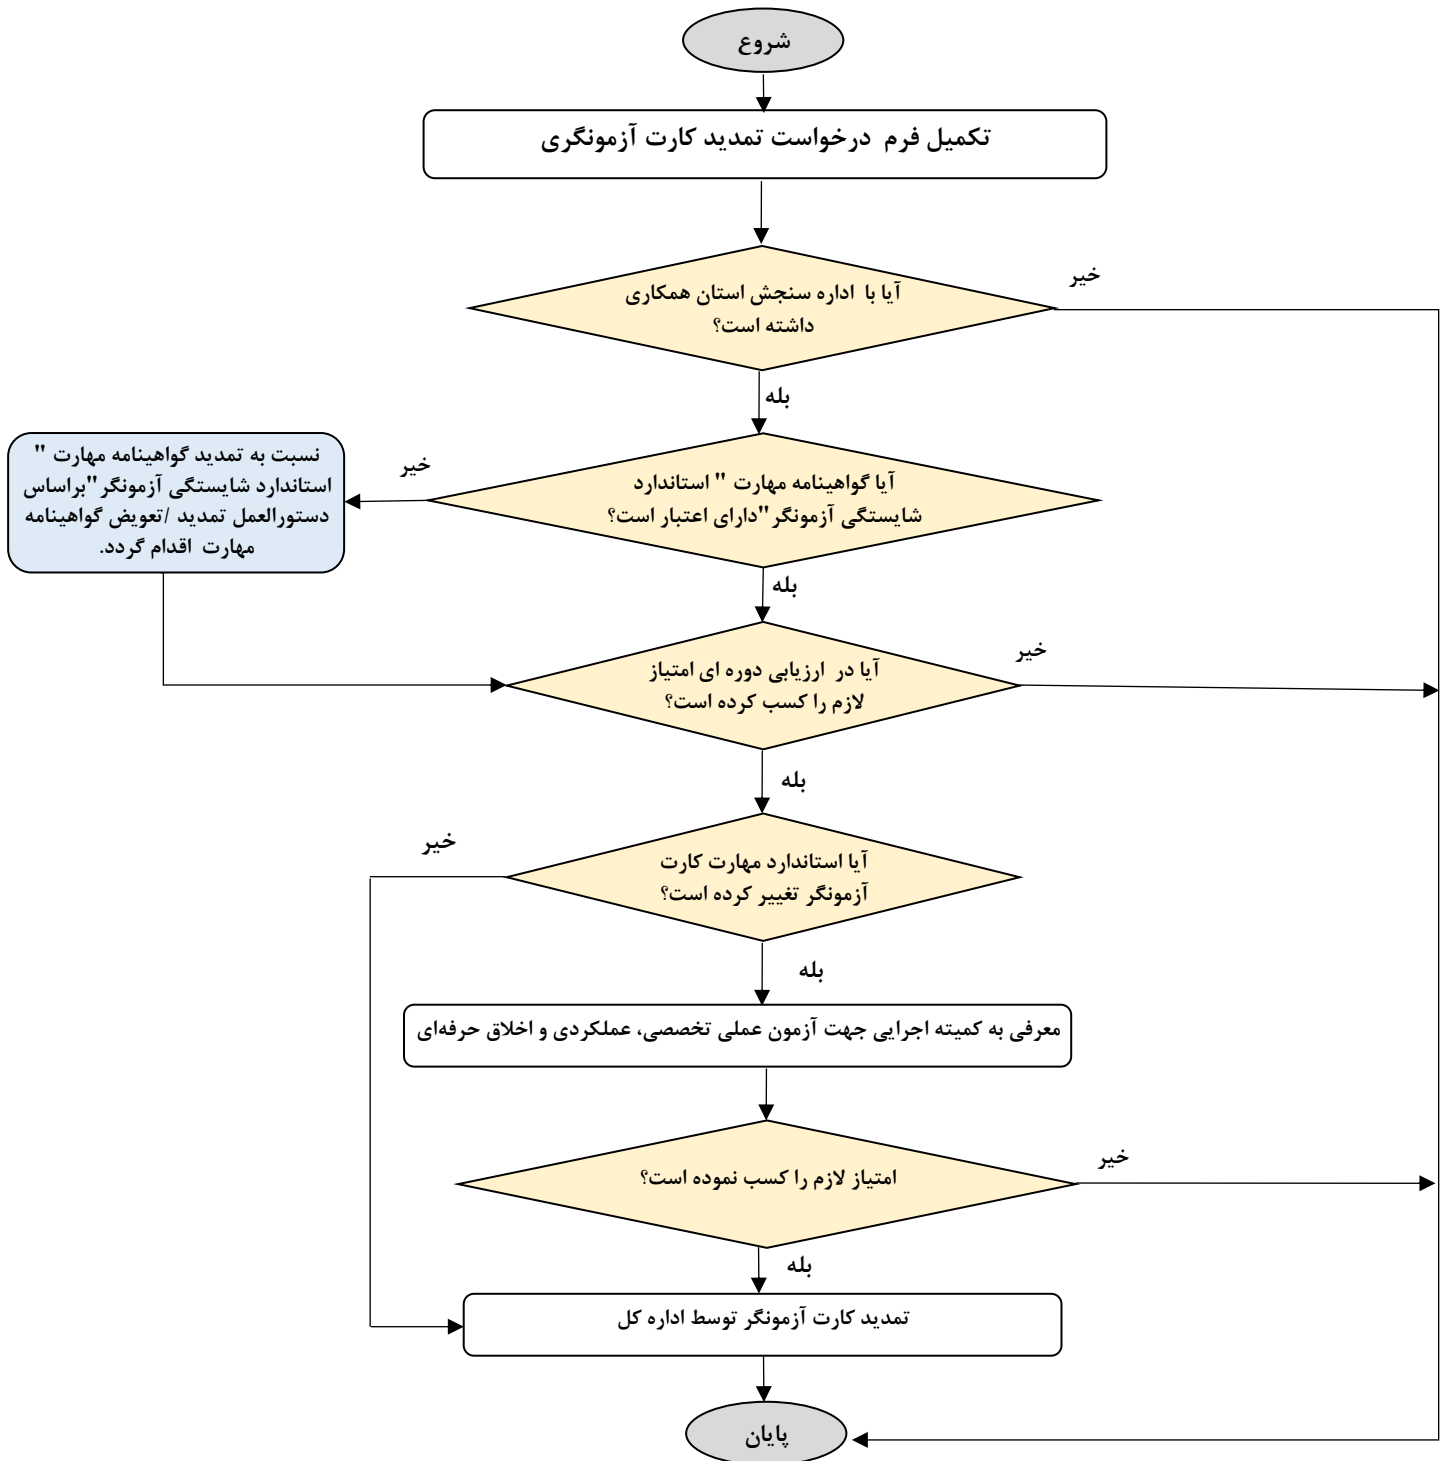 شروع
تکمیل فرم درخواست تمدید کارت آزمونگری
آیا با اداره سنجش استان همکاری
داشته است؟
خیر
بله
آیا گواهینامه مهارت " استاندارد
شایستگی آزمونگر"دارای اعتبار است؟
خیر
نسبت به تمدید گواهینامه مهارت "
استاندارد شایستگی آزمونگر"براساس
دستورالعمل تمدید /تعویض گواهینامه
مهارت اقدام گردد.
بله
آیا در ارزیابی دوره ای امتیاز
لازم را کسب کرده است؟
خیر
بله
آیا استاندارد مهارت کارت
آزمونگر تغییر کرده است؟
خیر
بله
معرفی به کمیته اجرایی جهت آزمون عملی تخصصی، عملکردی و اخلاق حرفه‌ای
امتیاز لازم را کسب نموده است؟
خیر
بله
تمدید کارت آزمونگر توسط اداره کل
پایان